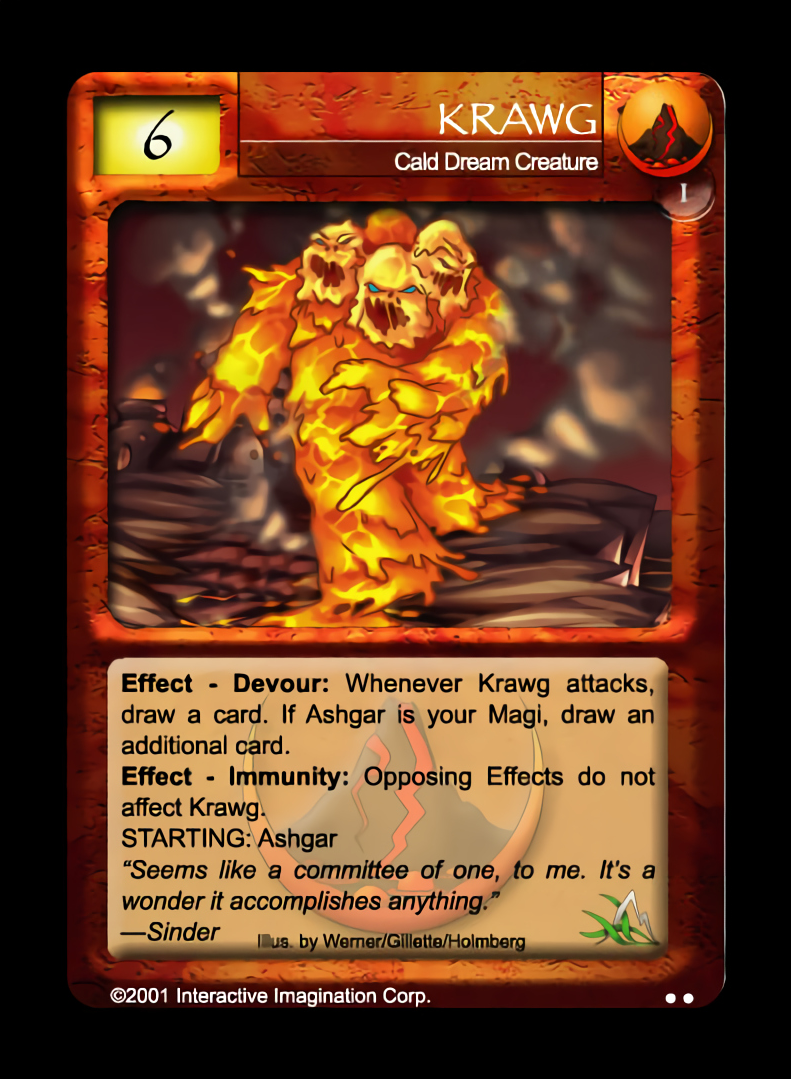 6
KRAWG
Cald Dream Creature
I
Effect - Devour: Whenever Krawg attacks,
draw a card. If Ashgar is your Magi, draw an
additional card.
Effect - Immunity: Opposing Effects do not
affect Krawg.
STARTING: Ashgar
“Seems like a committee of one, to me. It's a
wonder it accomplishes anything.”
—Sinder
Illus. by Werner/Gillette/Holmberg
©2001 Interactive Imagination Corp.